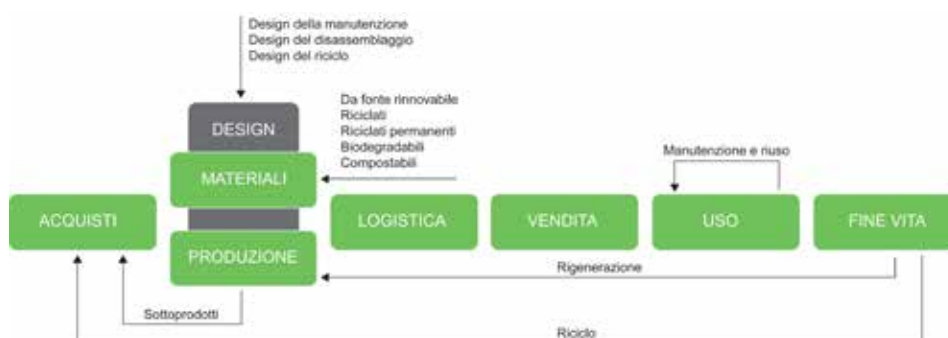 Design della manutenzione
Design del disassemblaggio
Design del riciclo
DESIGN
Da fonte rinnovabile
Riciclati
Riciclati permanenti
Biodegradabili
Compostabili
MATERIALI
Manutenzione e riuso
ACQUISTI
LOGISTICA
VENDITA
USO
FINE VITA
PRODUZIONE
Rigenerazione
Sottoprodotti
Riciclo